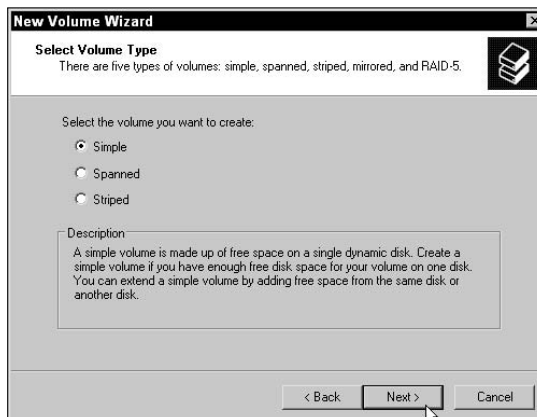 New Volume Wizard
Select Volume Type
There are five types of volumes: simple, spanned, striped, mirrored, and RAID-5.
Select the volume you want to create:
Simple
Spanned
Striped
Description
A simple volume is made up of free space on a single dynamic disk. Create a
simple volume if you have enough free disk space for your volume on one disk.
You can extend a simple volume by adding free space from the same disk or
another disk.
< Back
Next >
Cancel